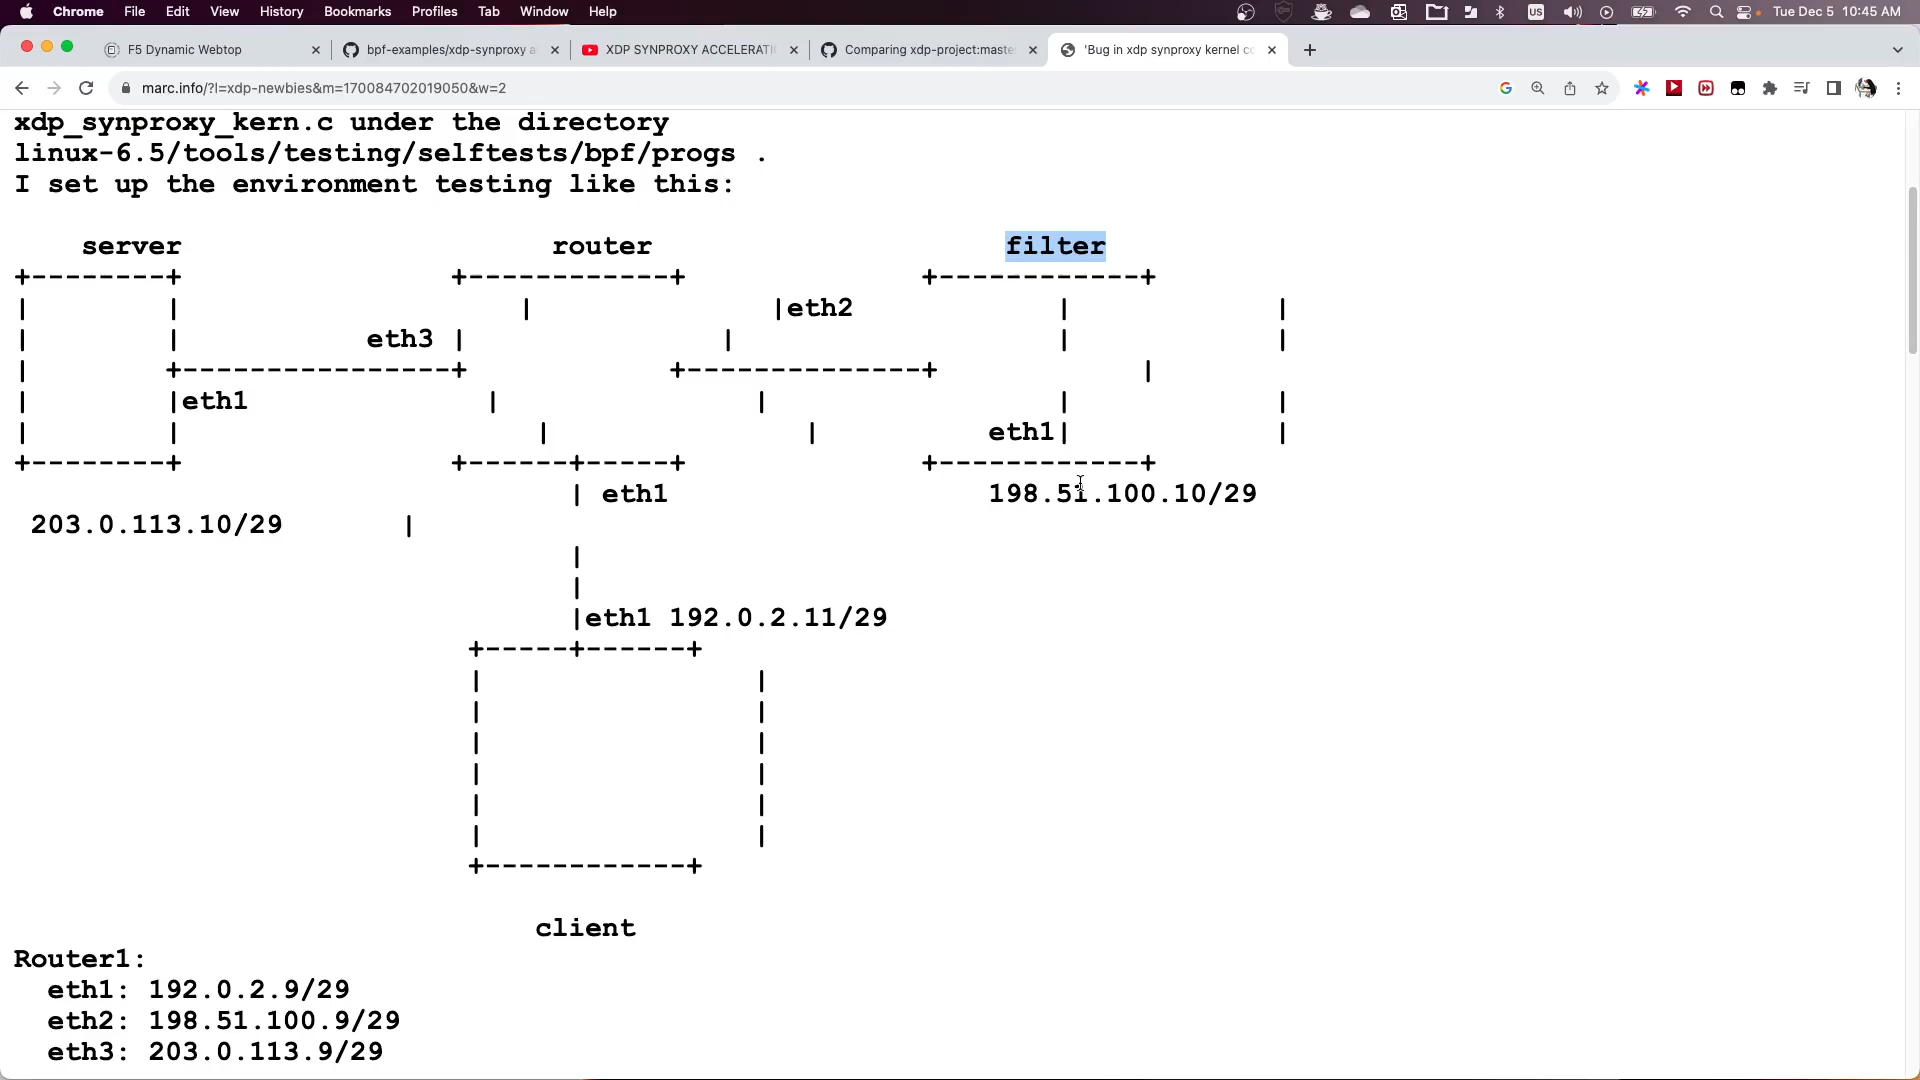 Chrome File Edit View History Bookmarks Profiles Tab Window Help US Tue Dec 5 10:45 AM
F5 Dynamic Webtop bpf-examples/xdp-synproxy a XDP SYNPROXY ACCELERATI Comparing xdp-project:maste 'Bug in xdp synproxy kernel co
marc.info/?l=xdp-newbies&m=170084702019050&w=2
xdp_synproxy_kern.c under the directory
linux-6.5/tools/testing/selftests/bpf/progs .
I set up the environment testing like this:
server router filter
+--------+ +------------+ +------------+
| | | |eth2 | |
| | eth3 | | | |
| +----------------+ +--------------+ |
| |eth1 | | | |
| | | | eth1| |
+--------+ +------+-----+ +------------+
| eth1 198.51.100.10/29
203.0.113.10/29 |
|
|
|eth1 192.0.2.11/29
+-----+------+
| |
| |
| |
| |
| |
| |
+------------+
client
Router1:
eth1: 192.0.2.9/29
eth2: 198.51.100.9/29
eth3: 203.0.113.9/29